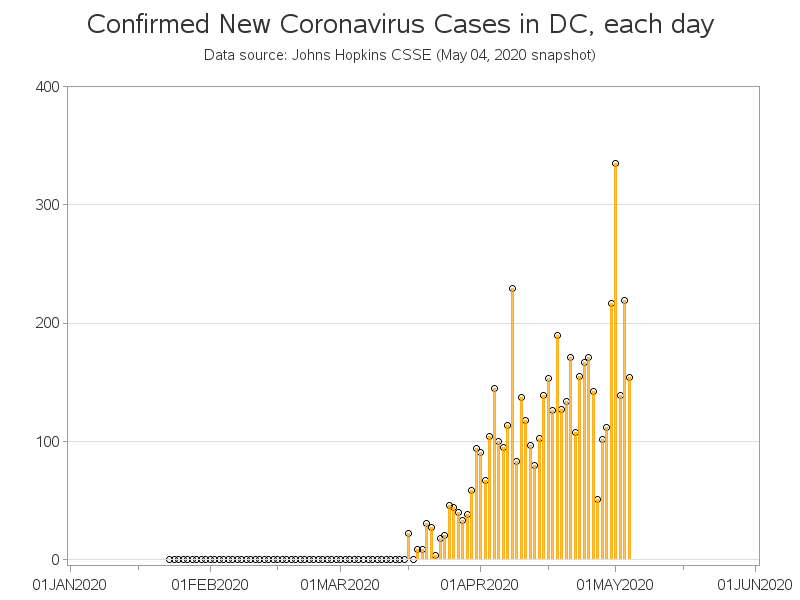 Confirmed New Coronavirus Cases in DC, each day
Data source: Johns Hopkins CSSE (May 04, 2020 snapshot)
400
300
200
100
0
01JAN2020 01FEB2020 01MAR2020 01APR2020 01MAY2020 01JUN2020